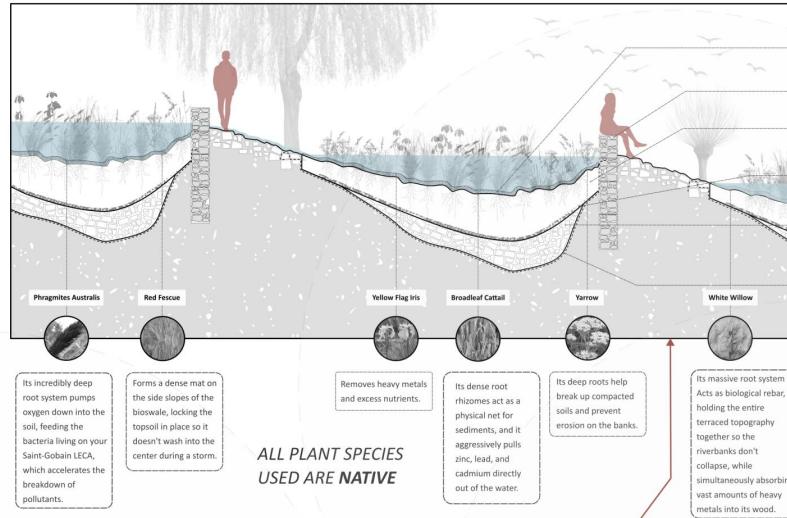 Phragmites Australis
Red Fescue
Yellow Flag Iris
Broadleaf Cattail
Yarrow
White Willow
Its incredibly deep
root system pumps
oxygen down into the
soil, feeding the
bacteria living on your
Saint-Gobain LECA,
which accelerates the
breakdown of
pollutants.
Forms a dense mat on
the side slopes of the
bioswale, locking the
topsoil in place so it
doesn't wash into the
center during a storm.
Removes heavy metals
and excess nutrients.
Its dense root
rhizomes act as a
physical net for
sediments, and it
aggressively pulls
zinc, lead, and
cadmium directly
out of the water.
Its deep roots help
break up compacted
soils and prevent
erosion on the banks.
Its massive root system
Acts as biological rebar,
holding the entire
terraced topography
together so the
riverbanks don't
collapse, while
simultaneously absorbin
vast amounts of heavy
metals into its wood.
ALL PLANT SPECIES
USED ARE NATIVE